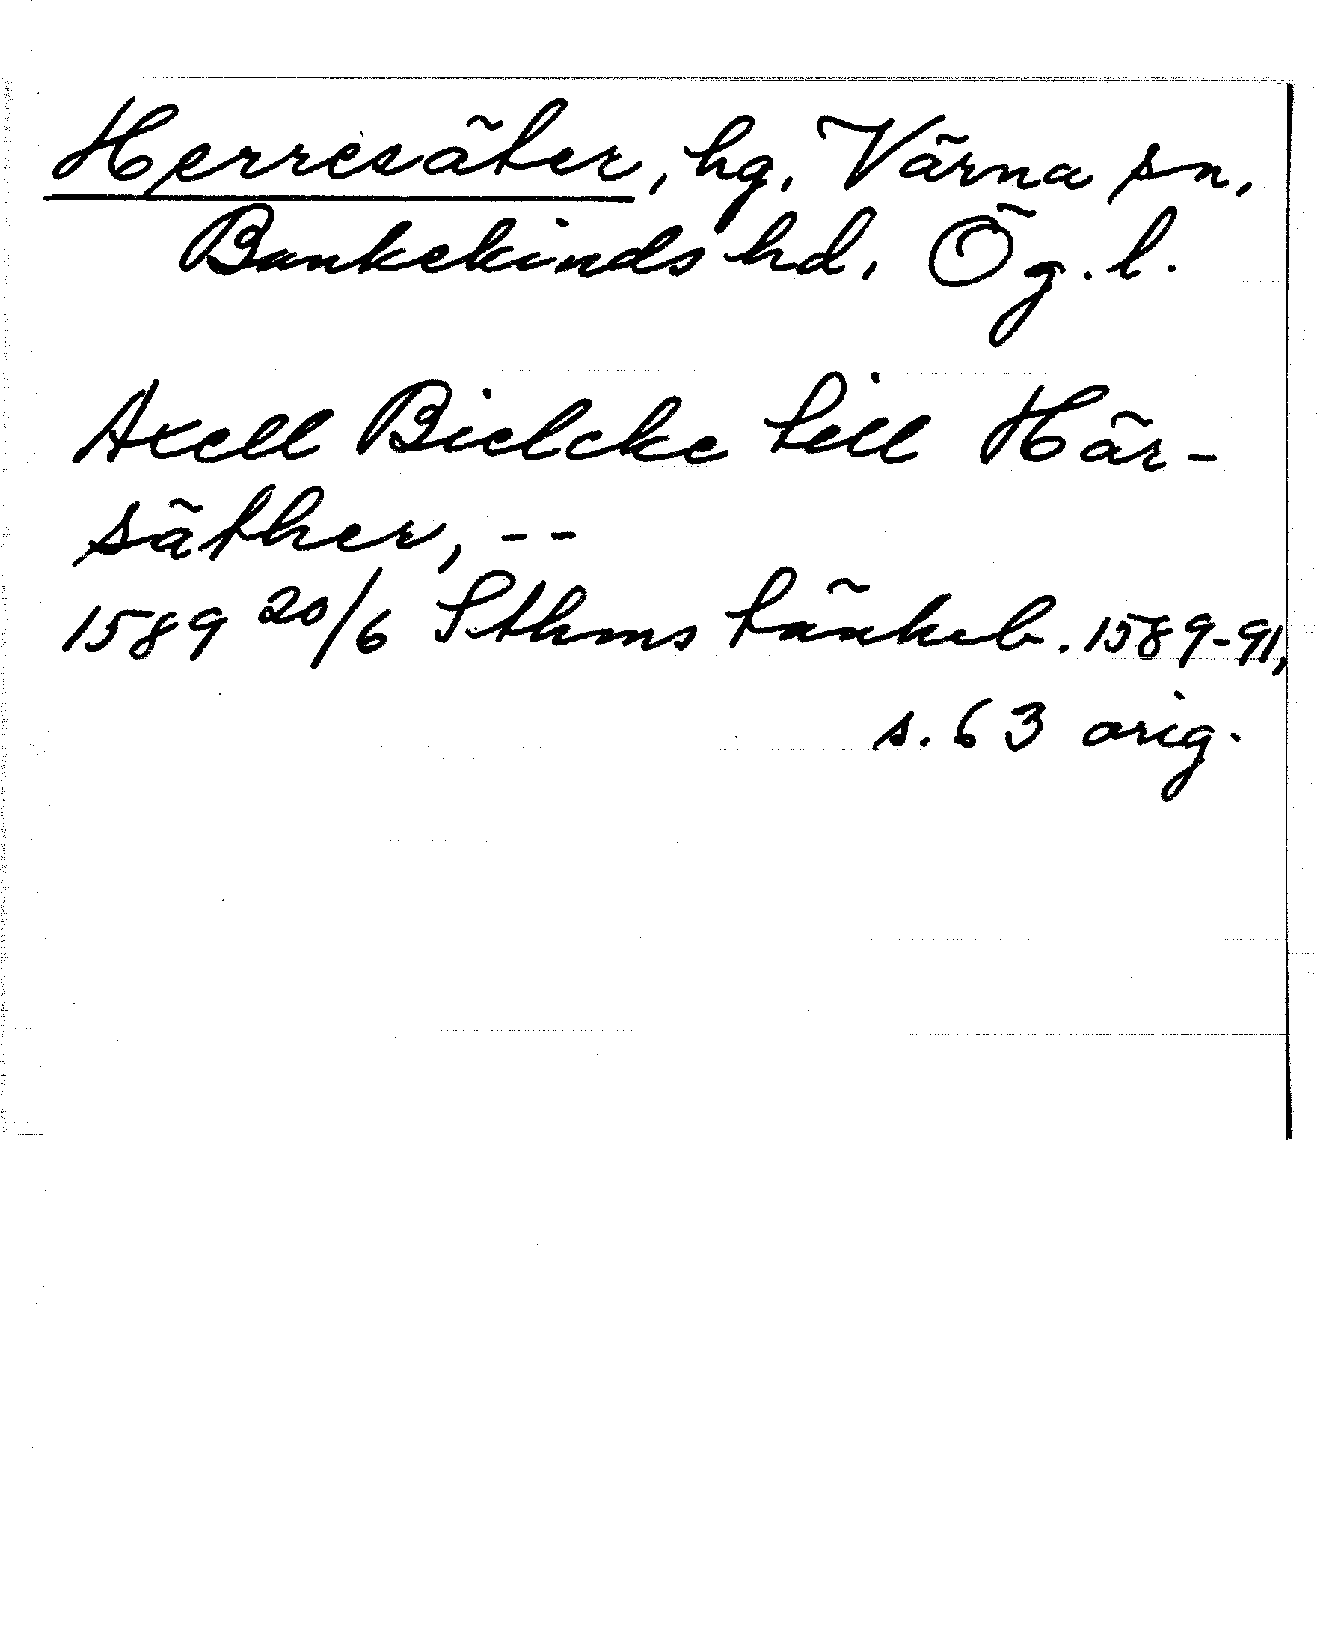 Herresäter, hg, Värna sn,
Bankekinds hd, Ög. l.
Axell Bielcke till Här-
säther, --
1589 20/6 Sthms tänkeb. 1589-91,
s. 63 orig.